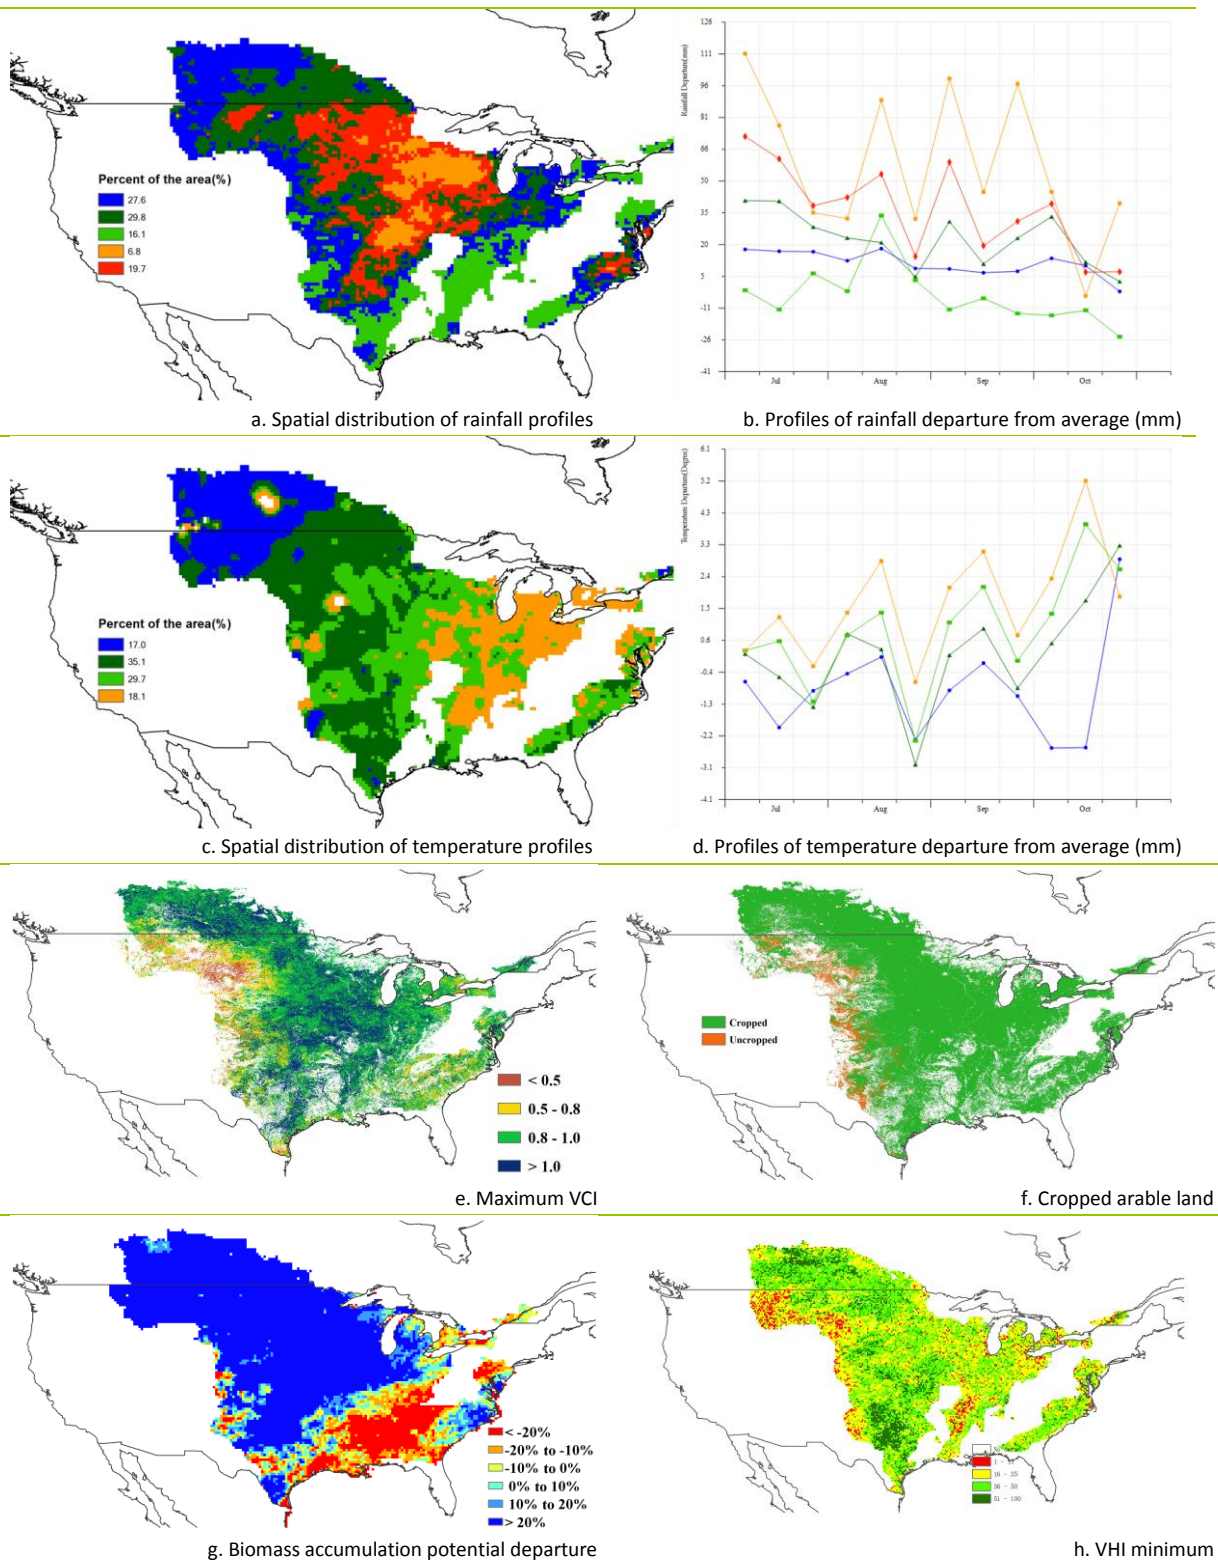 Percent of the area(%)
27.6
29.8
16.1
6.8
19.7
a. Spatial distribution of rainfall profiles
Rainfall Departure(mm)
126
111
96
81
66
50
35
20
5
-11
-26
-41
Jul Aug Sep Oct
b. Profiles of rainfall departure from average (mm)
Percent of the area(%)
17.0
35.1
29.7
18.1
c. Spatial distribution of temperature profiles
Temperature Departure(Degree)
6.1
5.2
4.3
3.3
2.4
1.5
0.6
-0.4
-1.3
-2.2
-3.1
-4.1
Jul Aug Sep Oct
d. Profiles of temperature departure from average (mm)
< 0.5
0.5 - 0.8
0.8 - 1.0
> 1.0
e. Maximum VCI
Cropped
Uncropped
f. Cropped arable land
< -20%
-20% to -10%
-10% to 0%
0% to 10%
10% to 20%
> 20%
g. Biomass accumulation potential departure
16 - 35
36 - 50
51 - 100
h. VHI minimum